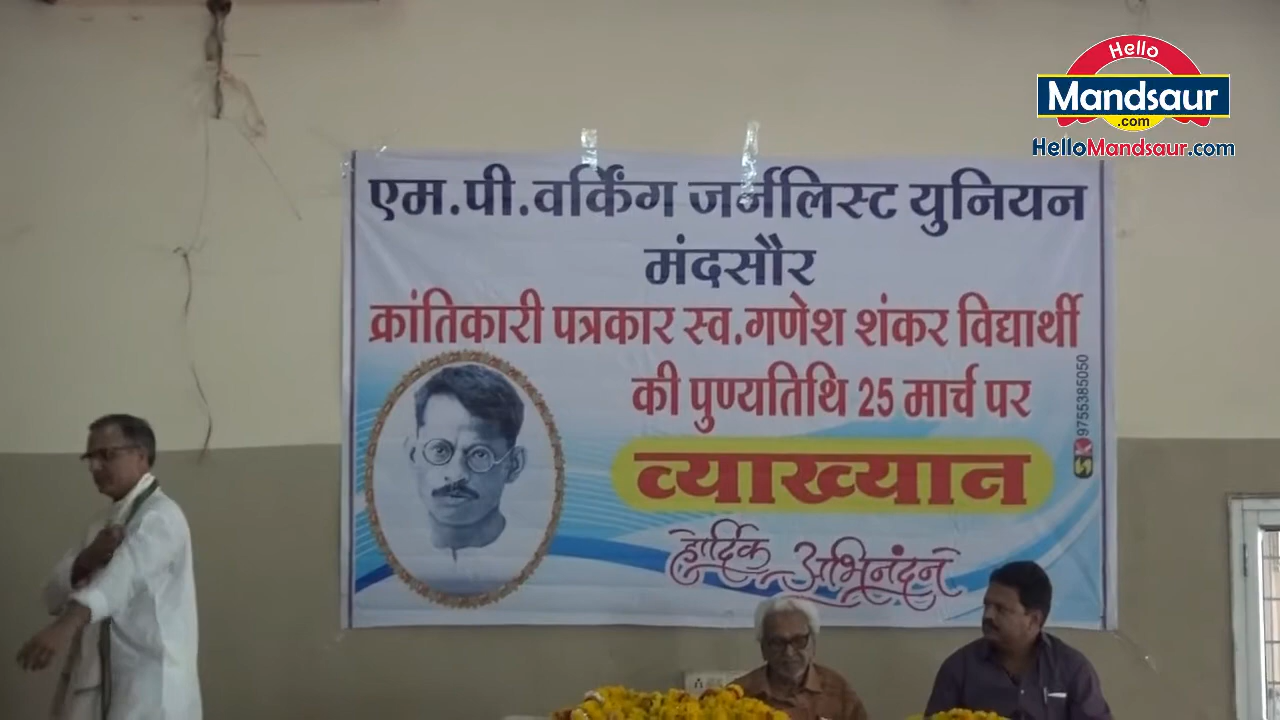 Hello
Mandsaur
.com
HelloMandsaur.com
एम.पी.वर्किंग जर्नलिस्ट युनियन
मंदसौर
क्रांतिकारी पत्रकार स्व.गणेश शंकर विद्यार्थी
की पुण्यतिथि 25 मार्च पर
व्याख्यान
हार्दिक अभिनंदन
SK 9755385050